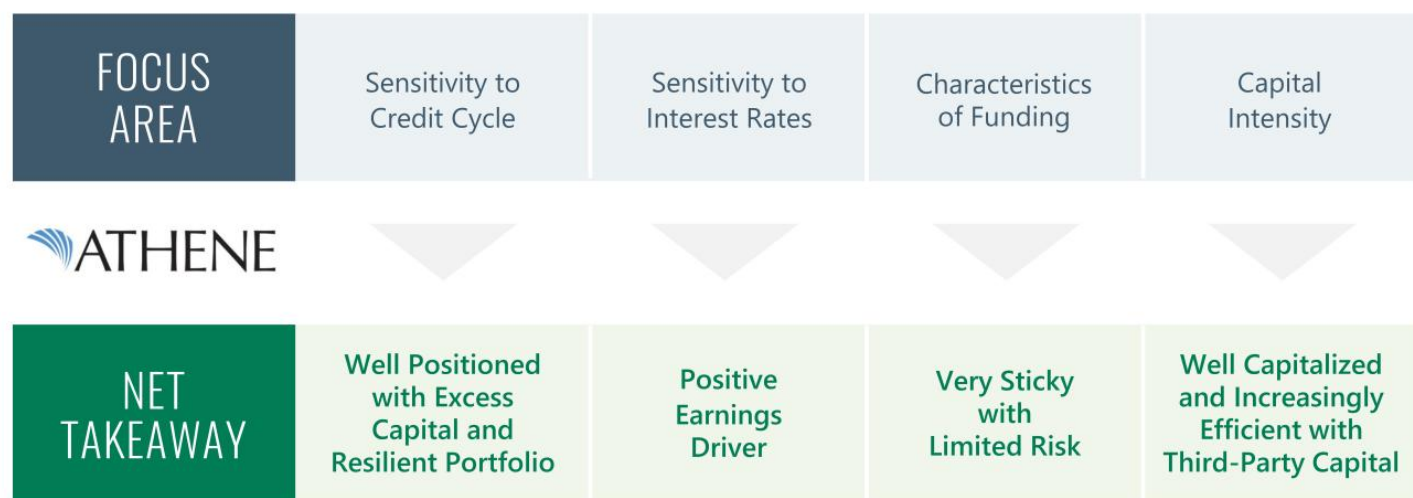 FOCUS
AREA
Sensitivity to
Credit Cycle
Sensitivity to
Interest Rates
Characteristics
of Funding
Capital
Intensity
ATHENE
NET
TAKEAWAY
Well Positioned
with Excess
Capital and
Resilient Portfolio
Positive
Earnings
Driver
Very Sticky
with
Limited Risk
Well Capitalized
and Increasingly
Efficient with
Third-Party Capital